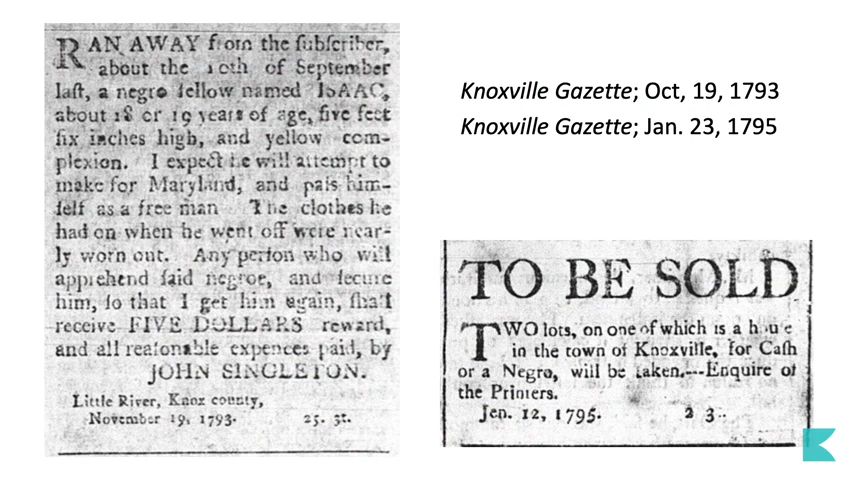 RAN AWAY from the ſubſcriber,
about the 10th of September
laſt, a negro fellow named ISAAC,
about 18 or 19 years of age, five feet
ſix inches high, and yellow com-
plexion. I expect he will attempt to
make for Maryland, and paſs him-
ſelf as a free man The clothes he
had on when he went off were near-
ly worn out. Any perſon who will
apprehend ſaid negroe, and ſecure
him, ſo that I get him again, ſhall
receive FIVE DOLLARS reward,
and all reaſonable expences paid, by
JOHN SINGLETON.
Little River, Knox county,
November 19, 1793. 25. 3t.
Knoxville Gazette; Oct, 19, 1793
Knoxville Gazette; Jan. 23, 1795
TO BE SOLD
TWO lots, on one of which is a houſe
in the town of Knoxville, for Caſh
or a Negro, will be taken.--Enquire of
the Printers.
Jen. 12, 1795. 2 3.